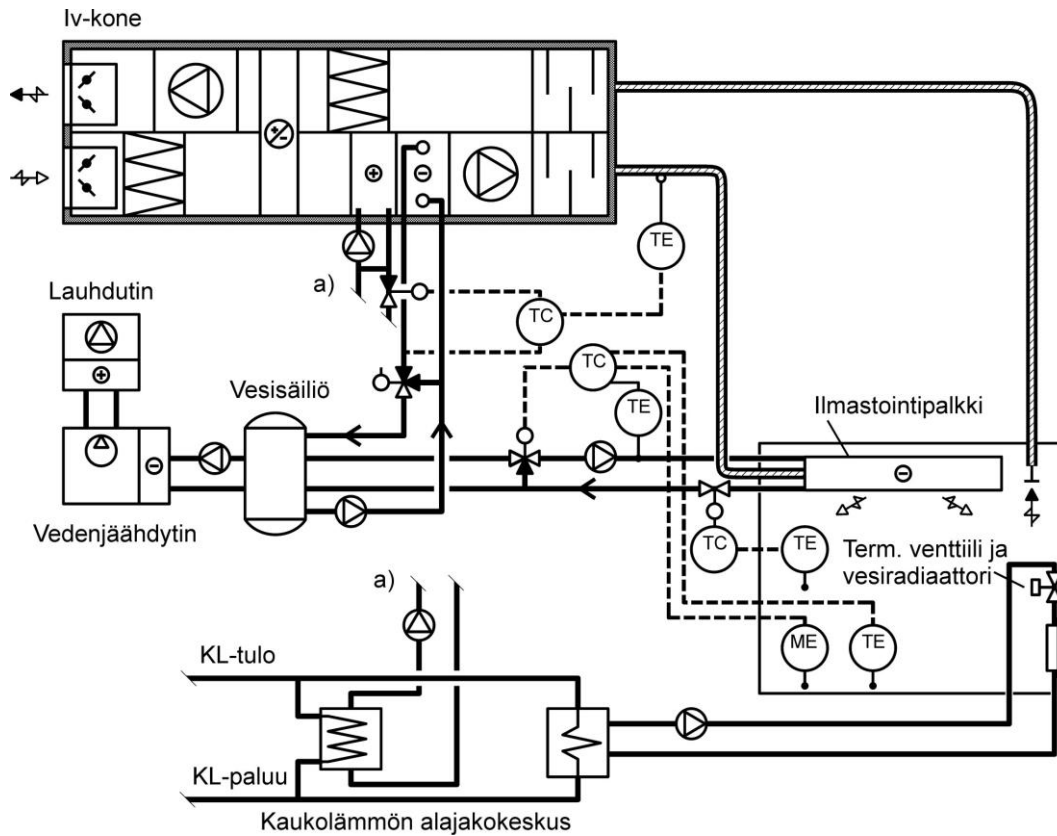 Iv-kone
TE
a)
Lauhdutin
TC
TC
Vesisäiliö
TE
Ilmastointipalkki
Vedenjäähdytin
TC
TE
Term. venttiili ja
vesiradiaattori
a)
ME
TE
KL-tulo
KL-paluu
Kaukolämmön alajakokeskus